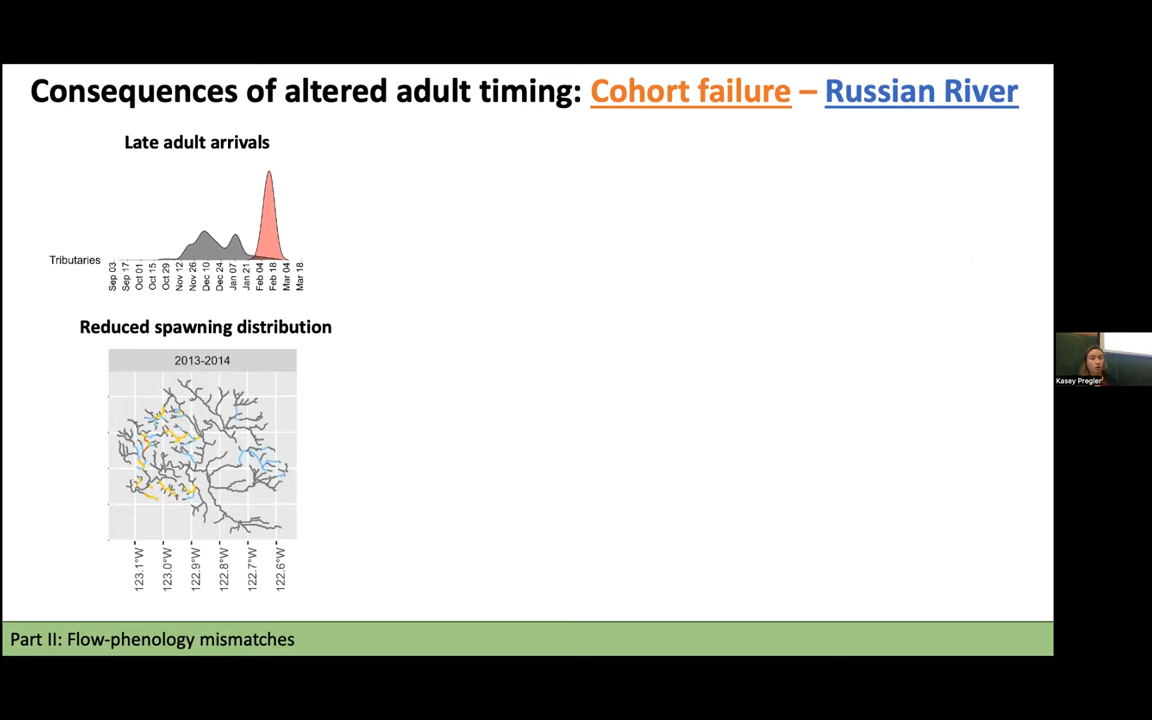 Consequences of altered adult timing: Cohort failure – Russian River
Late adult arrivals
Tributaries
Sep 03
Sep 17
Oct 01
Oct 15
Oct 29
Nov 12
Nov 26
Dec 10
Dec 24
Jan 07
Jan 21
Feb 04
Feb 18
Mar 04
Mar 18
Reduced spawning distribution
2013-2014
123.1°W
123.0°W
122.9°W
122.8°W
122.7°W
122.6°W
Kasey Pregler
Part II: Flow-phenology mismatches